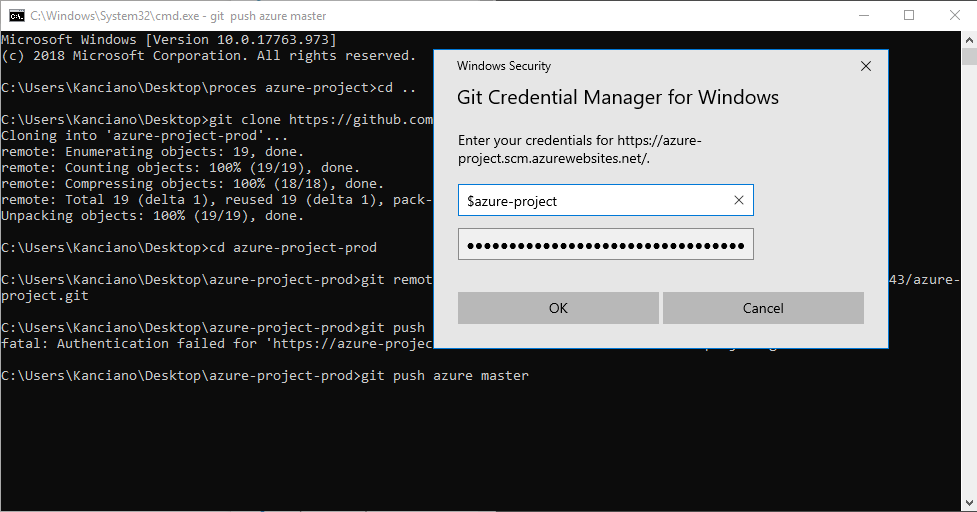 C:\Windows\System32\cmd.exe - git  push azure master
Microsoft Windows [Version 10.0.17763.973]
(c) 2018 Microsoft Corporation. All rights reserved.
C:\Users\Kanciano\Desktop\proces azure-project>cd ..
C:\Users\Kanciano\Desktop>git clone https://github.com
Cloning into 'azure-project-prod'...
remote: Enumerating objects: 19, done.
remote: Counting objects: 100% (19/19), done.
remote: Compressing objects: 100% (18/18), done.
remote: Total 19 (delta 1), reused 19 (delta 1), pack-
Unpacking objects: 100% (19/19), done.
C:\Users\Kanciano\Desktop>cd azure-project-prod
C:\Users\Kanciano\Desktop\azure-project-prod>git remot 43/azure-
project.git
C:\Users\Kanciano\Desktop\azure-project-prod>git push
fatal: Authentication failed for 'https://azure-projec
C:\Users\Kanciano\Desktop\azure-project-prod>git push azure master
Windows Security
Git Credential Manager for Windows
Enter your credentials for https://azure-
project.scm.azurewebsites.net/.
$azure-project
OK
Cancel